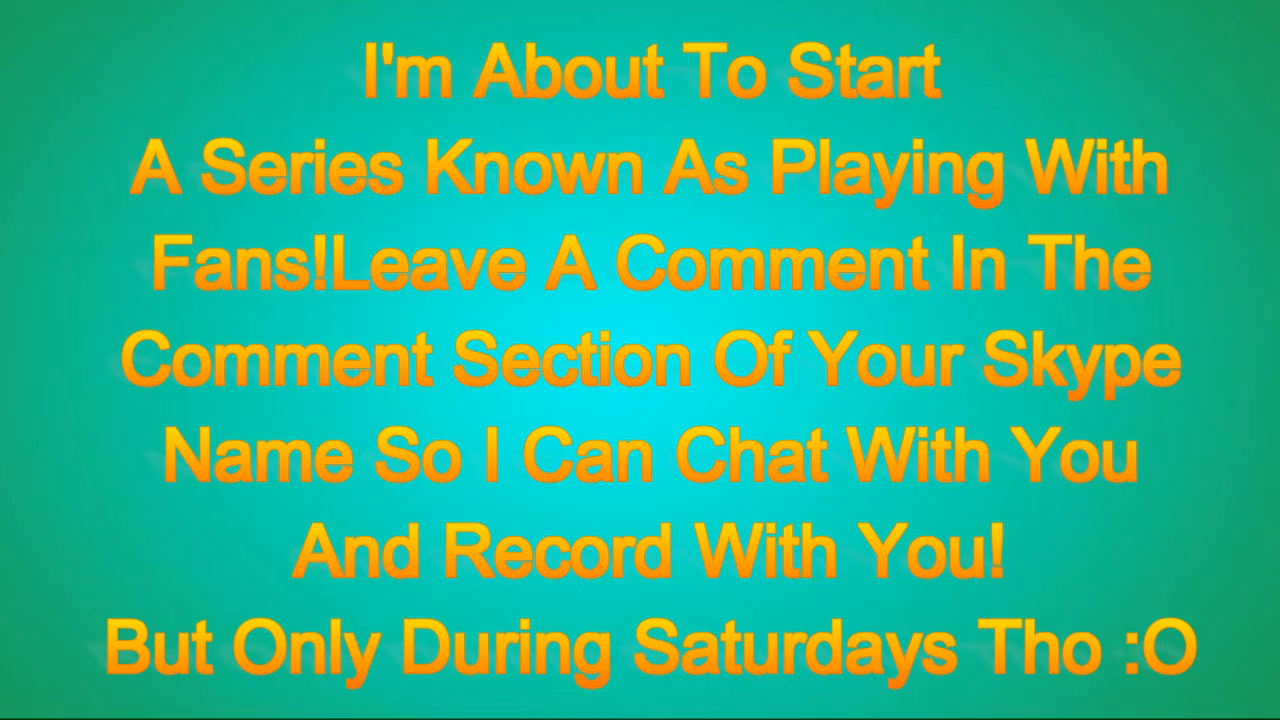 I'm About To Start
A Series Known As Playing With
Fans!Leave A Comment In The
Comment Section Of Your Skype
Name So I Can Chat With You
And Record With You!
But Only During Saturdays Tho :O